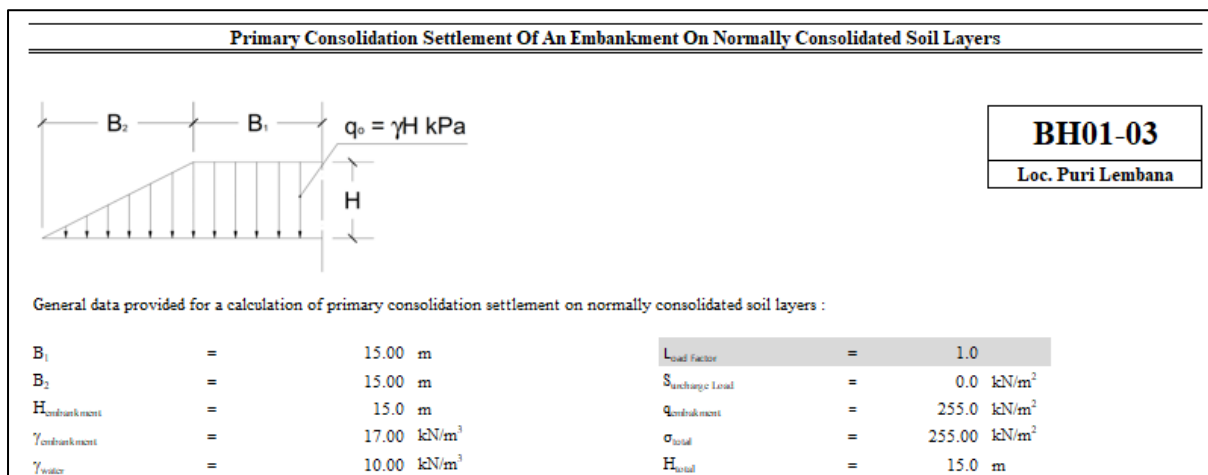 Primary Consolidation Settlement Of An Embankment On Normally Consolidated Soil Layers
B₂ B₁ qₒ = γH kPa
H
BH01-03
Loc. Puri Lembana
General data provided for a calculation of primary consolidation settlement on normally consolidated soil layers :
B₁ = 15.00 m Load Factor = 1.0
B₂ = 15.00 m Surcharge Load = 0.0 kN/m²
Hembankment = 15.0 m qembakment = 255.0 kN/m²
γembankment = 17.00 kN/m³ σtotal = 255.00 kN/m²
γwater = 10.00 kN/m³ Htotal = 15.0 m